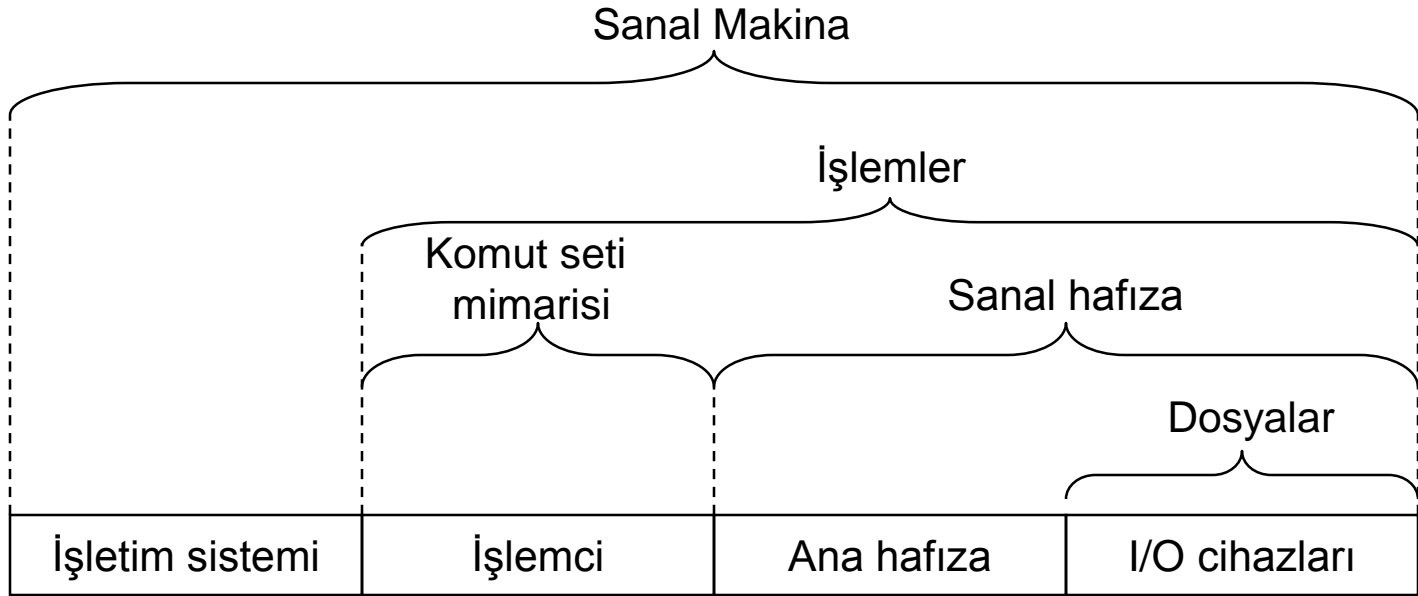 Sanal Makina
İşlemler
Komut seti
mimarisi
Sanal hafıza
Dosyalar
İşletim sistemi
İşlemci
Ana hafıza
I/O cihazları